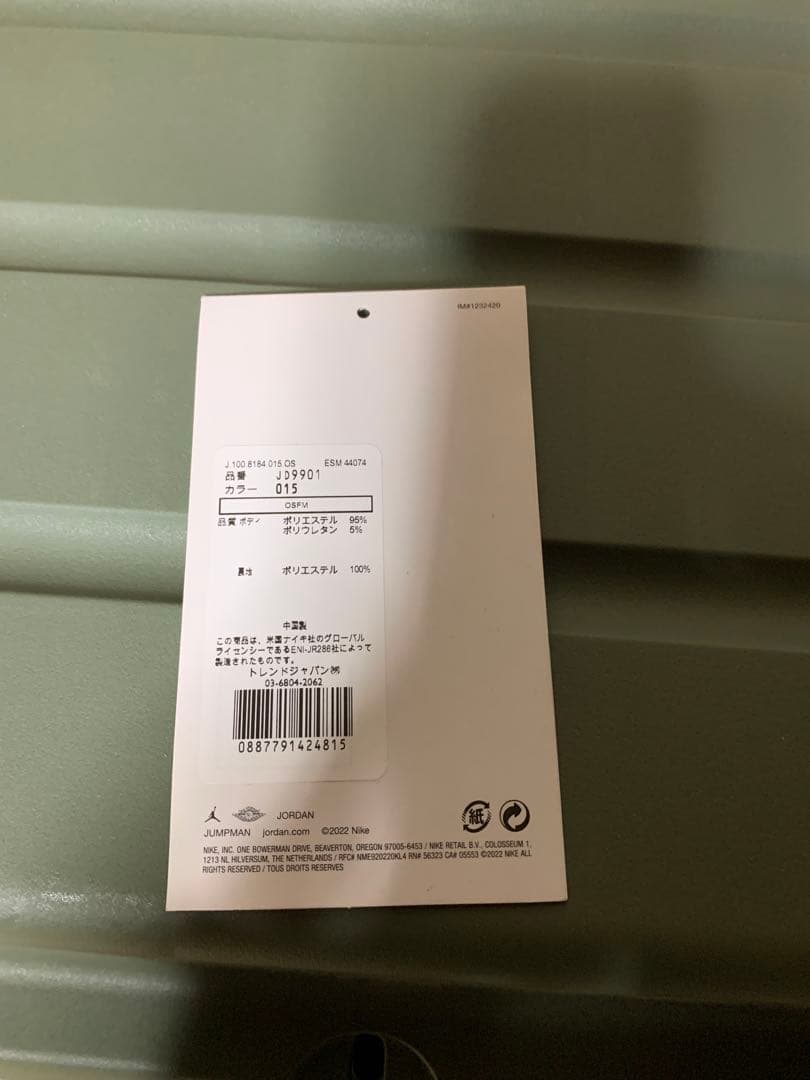 IM#1232420
J.100.8184.015.OS ESM 44074
品番 JD9901
カラー 015
OSFM
品質 ボディ ポリエステル 95%
ポリウレタン 5%
裏地 ポリエステル 100%
中国製
この商品は、米国ナイキ社のグローバル
ライセンシーであるENI-JR286社によって
製造されたものです。
トレンドジャパン㈱
03-6804-2062
0887791424815
JORDAN
JUMPMAN jordan.com ©2022 Nike
紙
NIKE, INC. ONE BOWERMAN DRIVE, BEAVERTON, OREGON 97005-6453 / NIKE RETAIL B.V., COLOSSEUM 1,
1213 NL HILVERSUM, THE NETHERLANDS / RFC# NME920220KL4 RN# 56323 CA# 05553 ©2022 NIKE ALL
RIGHTS RESERVED / TOUS DROITS RESERVÉS